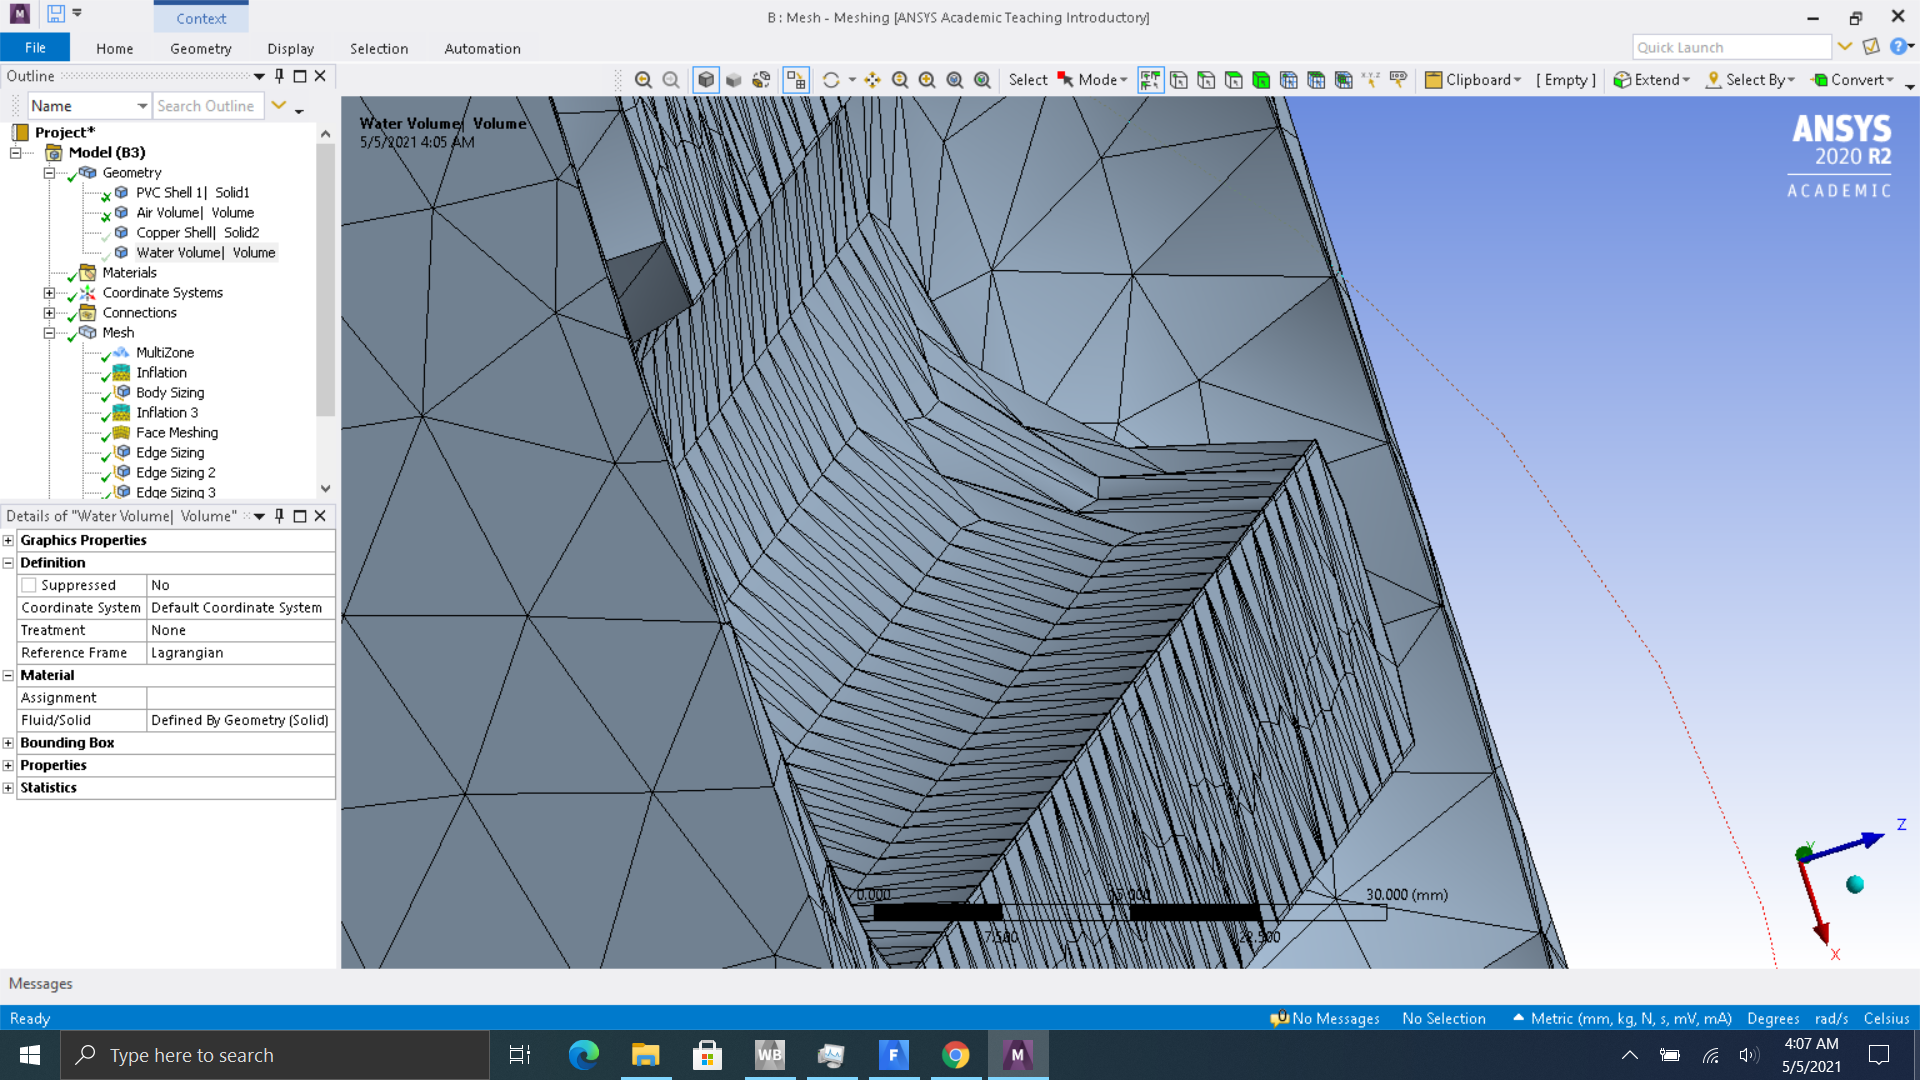 Context
B : Mesh - Meshing [ANSYS Academic Teaching Introductory]
File Home Geometry Display Selection Automation
Quick Launch
Outline
Select Mode Clipboard [ Empty ] Extend Select By Convert
Name Search Outline
Project*
Model (B3)
Geometry
PVC Shell 1| Solid1
Air Volume| Volume
Copper Shell| Solid2
Water Volume| Volume
Materials
Coordinate Systems
Connections
Mesh
MultiZone
Inflation
Body Sizing
Inflation 3
Face Meshing
Edge Sizing
Edge Sizing 2
Edge Sizing 3
Details of "Water Volume| Volume"
Graphics Properties
Definition
Suppressed No
Coordinate System Default Coordinate System
Treatment None
Reference Frame Lagrangian
Material
Assignment
Fluid/Solid Defined By Geometry (Solid)
Bounding Box
Properties
Statistics
Water Volume| Volume
5/5/2021 4:05 AM
ANSYS
2020 R2
ACADEMIC
0.000 15.000 30.000 (mm)
7.500 22.500
Z
Y
X
Messages
Ready 0 No Messages No Selection Metric (mm, kg, N, s, mV, mA) Degrees rad/s Celsius
Type here to search
WB F M
4:07 AM
5/5/2021